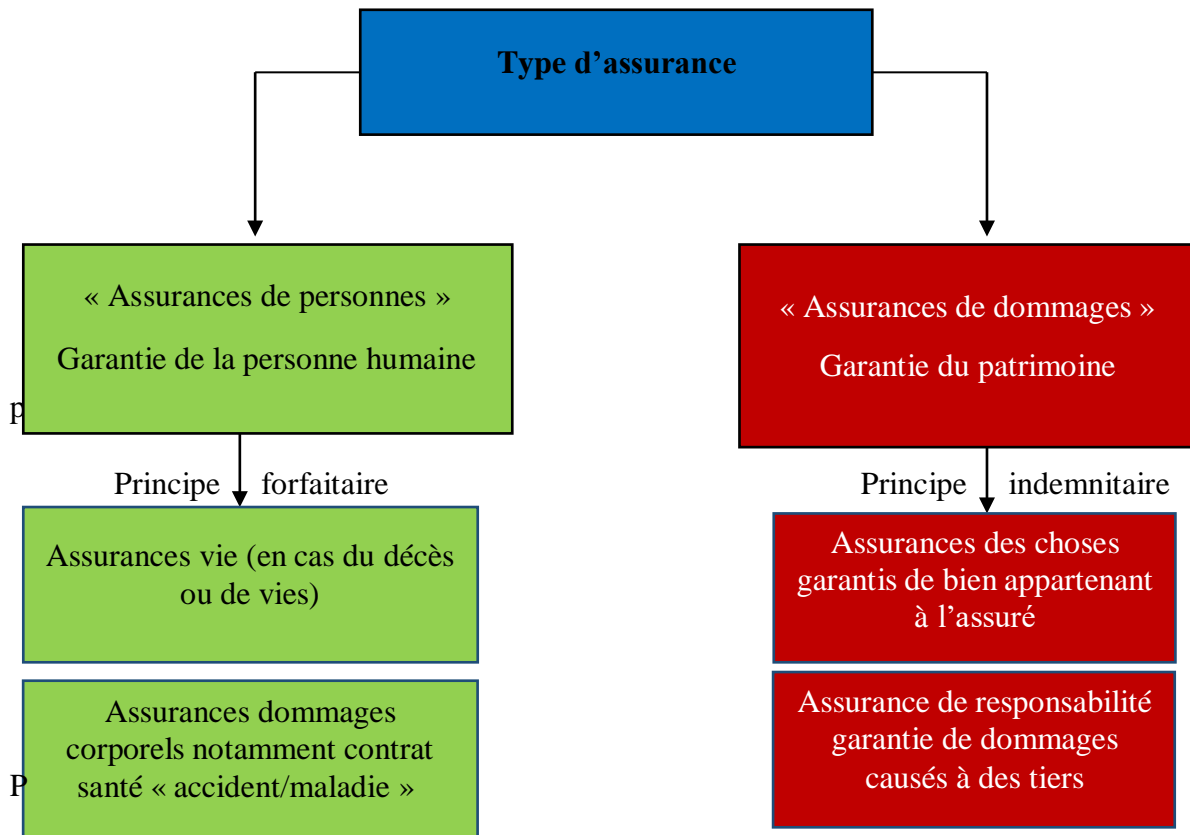 Type d’assurance
« Assurances de personnes »
Garantie de la personne humaine
« Assurances de dommages »
Garantie du patrimoine
p
Principe forfaitaire
Principe indemnitaire
Assurances vie (en cas du décès
ou de vies)
Assurances des choses
garantis de bien appartenant
à l’assuré
Assurances dommages
corporels notamment contrat
santé « accident/maladie »
P
Assurance de responsabilité
garantie de dommages
causés à des tiers